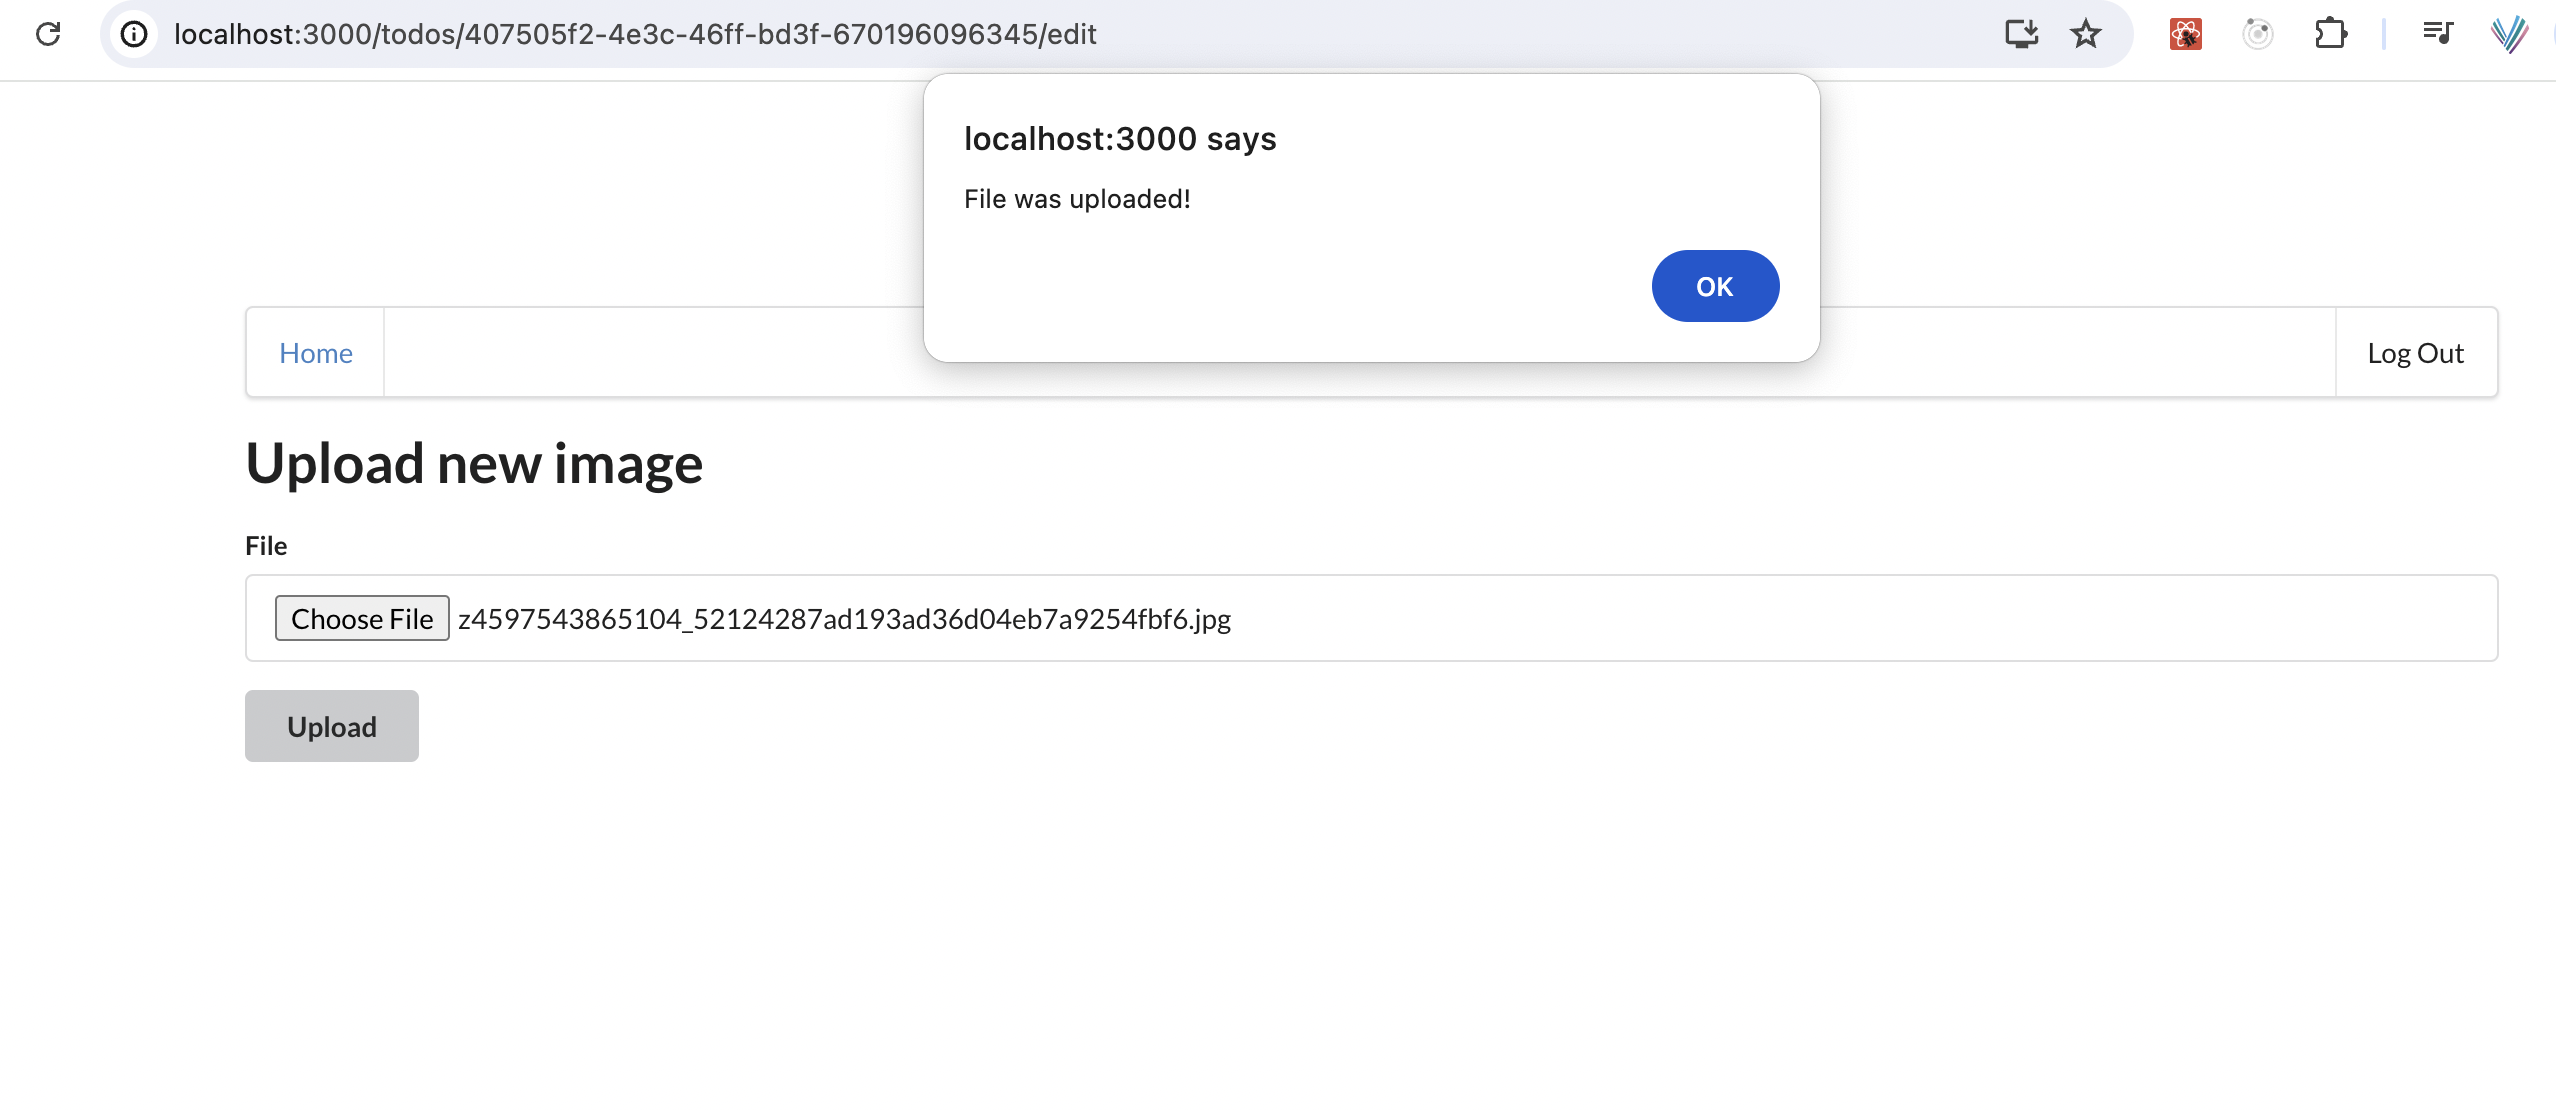 localhost:3000/todos/407505f2-4e3c-46ff-bd3f-670196096345/edit
localhost:3000 says
File was uploaded!
OK
Home
Log Out
Upload new image
File
Choose File z4597543865104_52124287ad193ad36d04eb7a9254fbf6.jpg
Upload